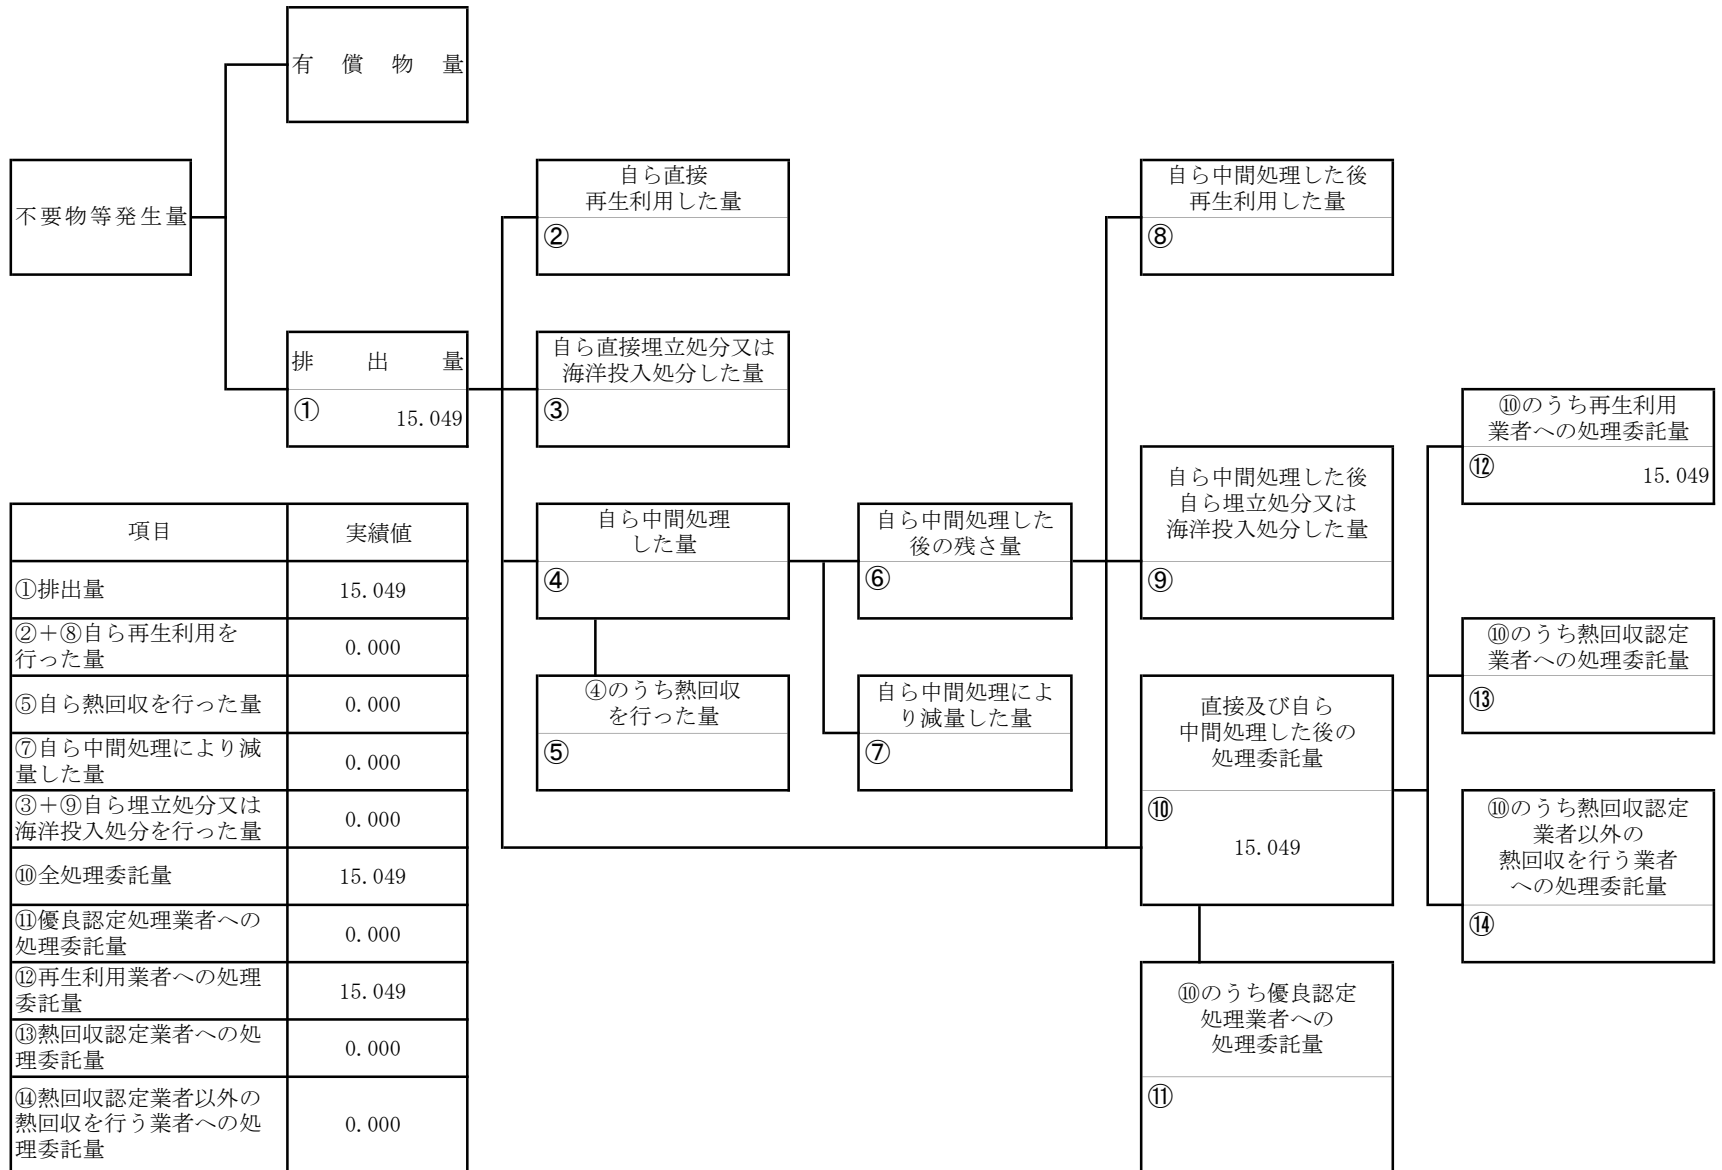 有償物量
不要物等発生量
自ら直接
再生利用した量
②
自ら中間処理した後
再生利用した量
⑧
排出量
①
15.049
自ら直接埋立処分又は
海洋投入処分した量
③
⑩のうち再生利用
業者への処理委託量
⑫
15.049
自ら中間処理
した量
④
自ら中間処理した
後の残さ量
⑥
自ら中間処理した後
自ら埋立処分又は
海洋投入処分した量
⑨
⑩のうち熱回収認定
業者への処理委託量
⑬
④のうち熱回収
を行った量
⑤
自ら中間処理によ
り減量した量
⑦
直接及び自ら
中間処理した後の
処理委託量
⑩
15.049
⑩のうち熱回収認定
業者以外の
熱回収を行う業者
への処理委託量
⑭
⑩のうち優良認定
処理業者への
処理委託量
⑪
項目 実績値
①排出量 15.049
②＋⑧自ら再生利用を
行った量 0.000
⑤自ら熱回収を行った量 0.000
⑦自ら中間処理により減
量した量 0.000
③＋⑨自ら埋立処分又は
海洋投入処分を行った量 0.000
⑩全処理委託量 15.049
⑪優良認定処理業者への
処理委託量 0.000
⑫再生利用業者への処理
委託量 15.049
⑬熱回収認定業者への処
理委託量 0.000
⑭熱回収認定業者以外の
熱回収を行う業者への処
理委託量 0.000